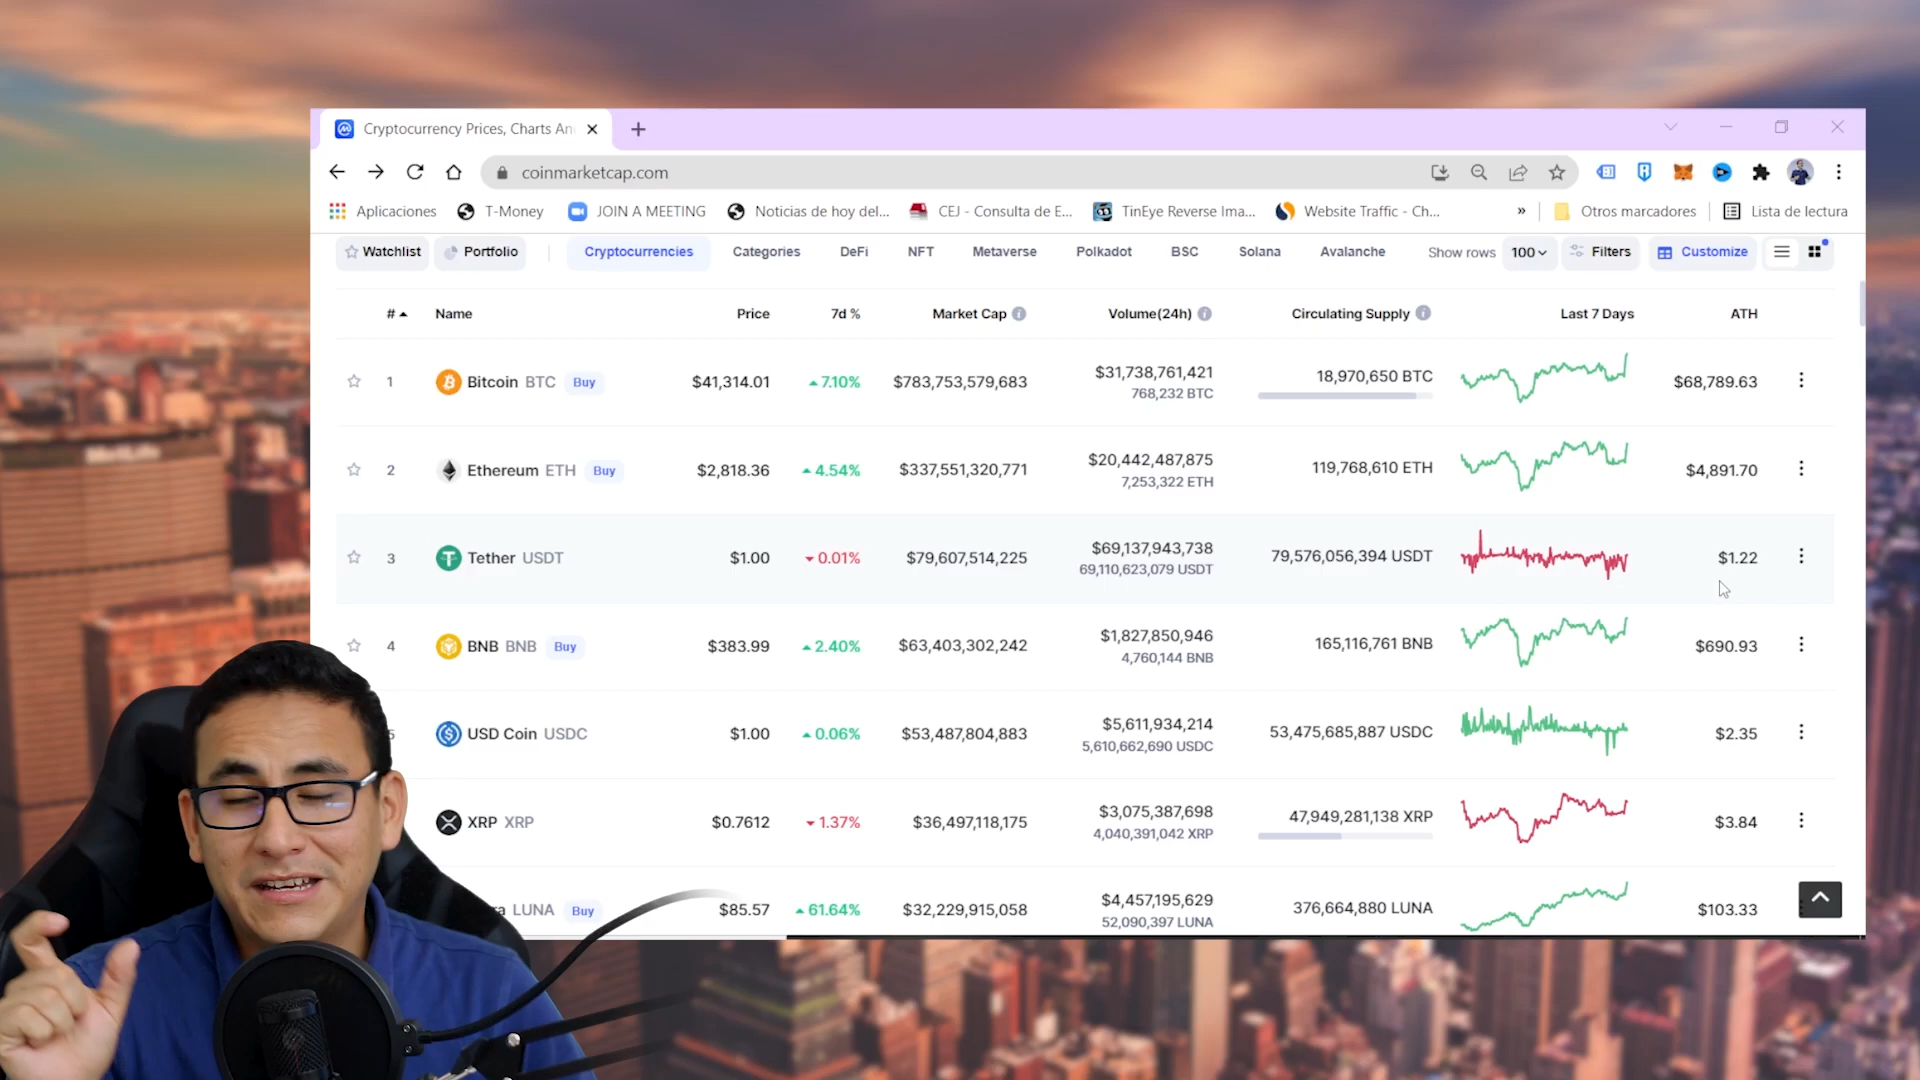 Cryptocurrency Prices, Charts An
coinmarketcap.com
Aplicaciones T-Money JOIN A MEETING Noticias de hoy del... CEJ - Consulta de E... TinEye Reverse Ima... Website Traffic - Ch... » Otros marcadores Lista de lectura
Watchlist Portfolio Cryptocurrencies Categories DeFi NFT Metaverse Polkadot BSC Solana Avalanche Show rows 100 Filters Customize
# Name Price 7d % Market Cap Volume(24h) Circulating Supply Last 7 Days ATH
1 Bitcoin BTC Buy $41,314.01 7.10% $783,753,579,683 $31,738,761,421 18,970,650 BTC $68,789.63
768,232 BTC
2 Ethereum ETH Buy $2,818.36 4.54% $337,551,320,771 $20,442,487,875 119,768,610 ETH $4,891.70
7,253,322 ETH
3 Tether USDT $1.00 0.01% $79,607,514,225 $69,137,943,738 79,576,056,394 USDT $1.22
69,110,623,079 USDT
4 BNB BNB Buy $383.99 2.40% $63,403,302,242 $1,827,850,946 165,116,761 BNB $690.93
4,760,144 BNB
5 USD Coin USDC $1.00 0.06% $53,487,804,883 $5,611,934,214 53,475,685,887 USDC $2.35
5,610,662,690 USDC
XRP XRP $0.7612 1.37% $36,497,118,175 $3,075,387,698 47,949,281,138 XRP $3.84
4,040,391,042 XRP
LUNA Buy $85.57 61.64% $32,229,915,058 $4,457,195,629 376,664,880 LUNA $103.33
52,090,397 LUNA
MetLife